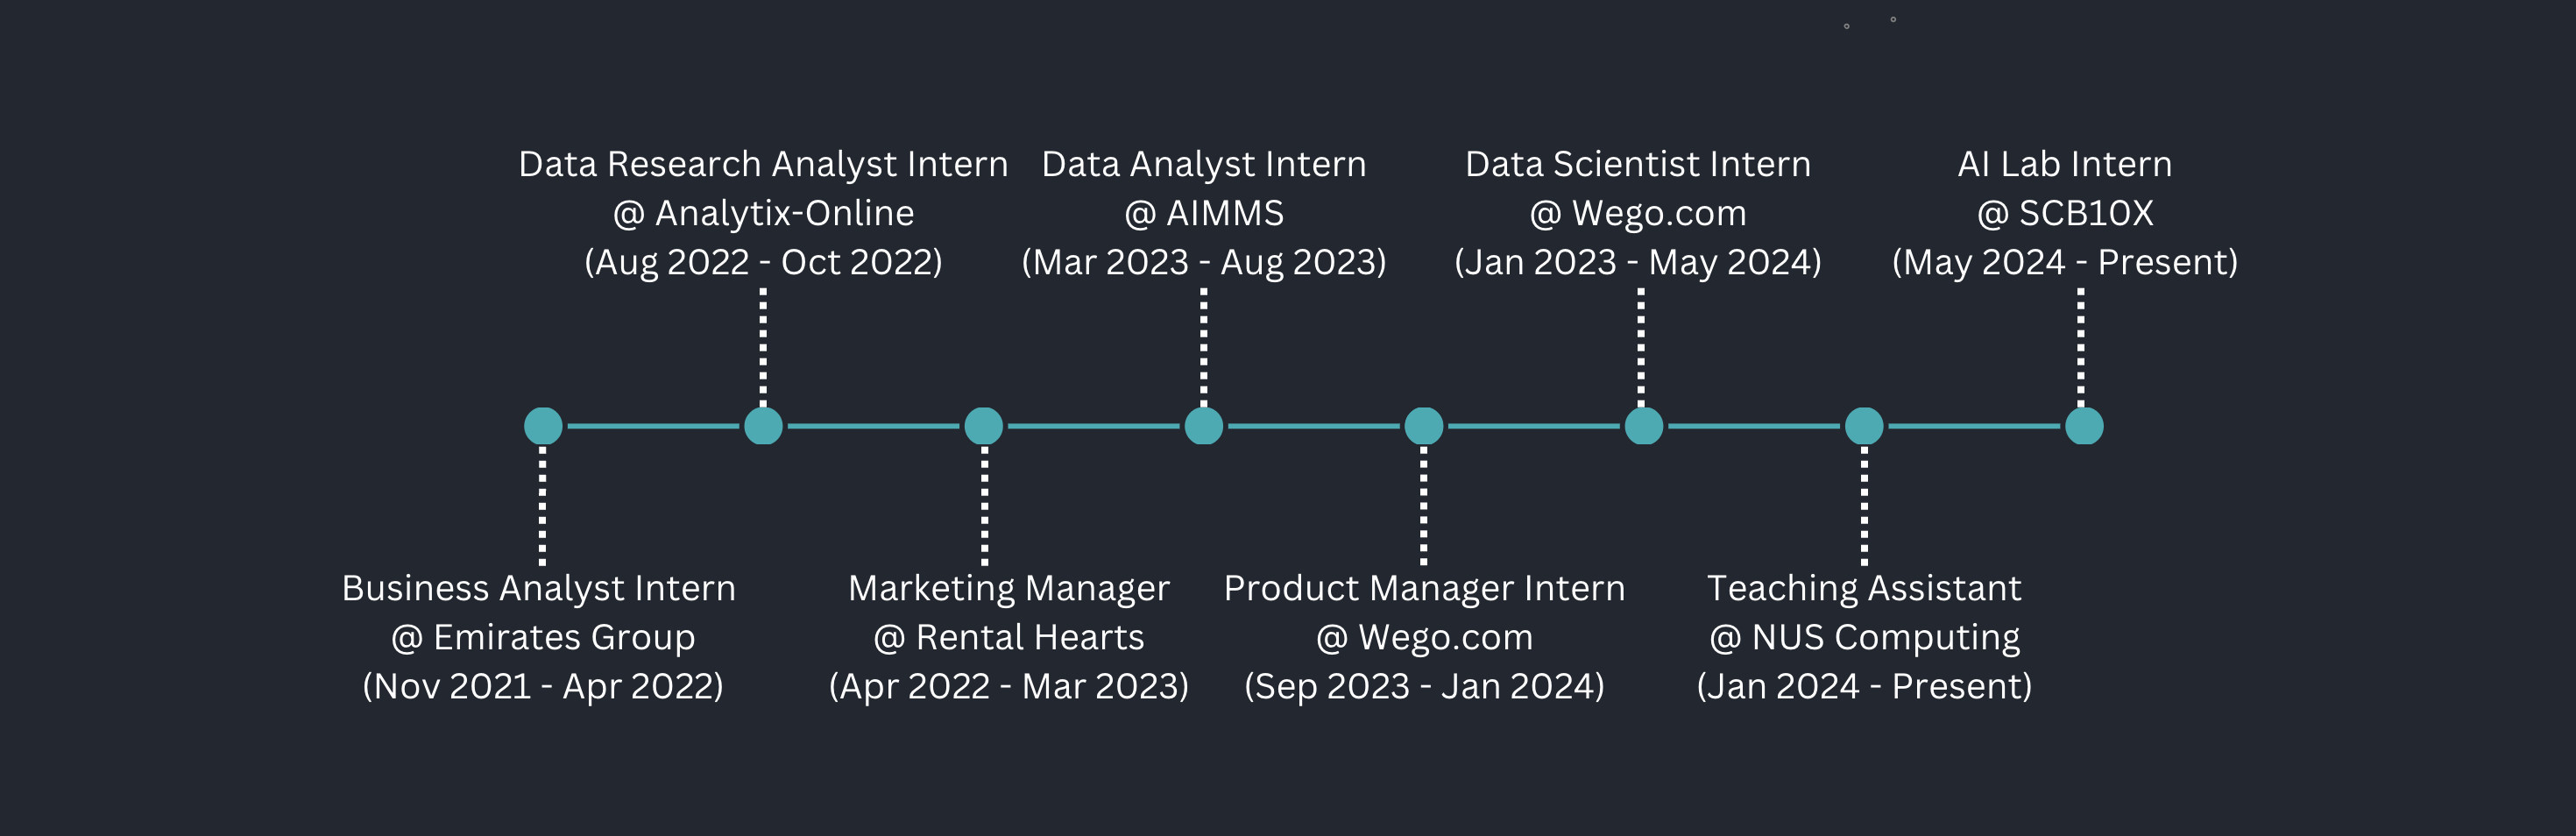 Data Research Analyst Intern
@ Analytix-Online
(Aug 2022 - Oct 2022)
Data Analyst Intern
@ AIMMS
(Mar 2023 - Aug 2023)
Data Scientist Intern
@ Wego.com
(Jan 2023 - May 2024)
AI Lab Intern
@ SCB10X
(May 2024 - Present)
Business Analyst Intern
@ Emirates Group
(Nov 2021 - Apr 2022)
Marketing Manager
@ Rental Hearts
(Apr 2022 - Mar 2023)
Product Manager Intern
@ Wego.com
(Sep 2023 - Jan 2024)
Teaching Assistant
@ NUS Computing
(Jan 2024 - Present)